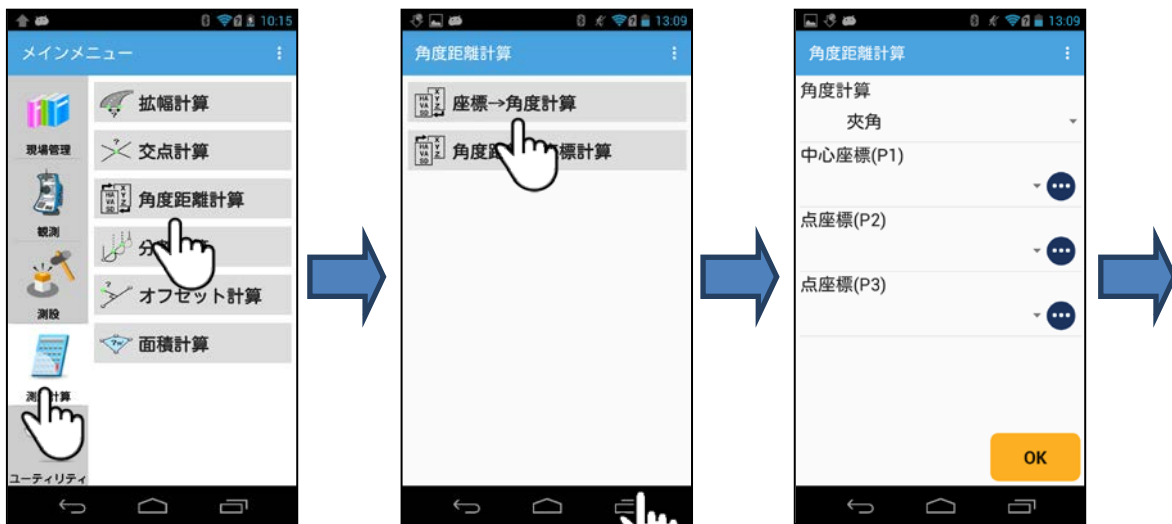 10:15
メインメニュー
現場管理
観測
測設
ユーティリティ
拡幅計算
交点計算
角度距離計算
オフセット計算
面積計算
13:09
角度距離計算
座標→角度計算
13:09
角度距離計算
角度計算
夾角
中心座標(P1)
点座標(P2)
点座標(P3)
OK